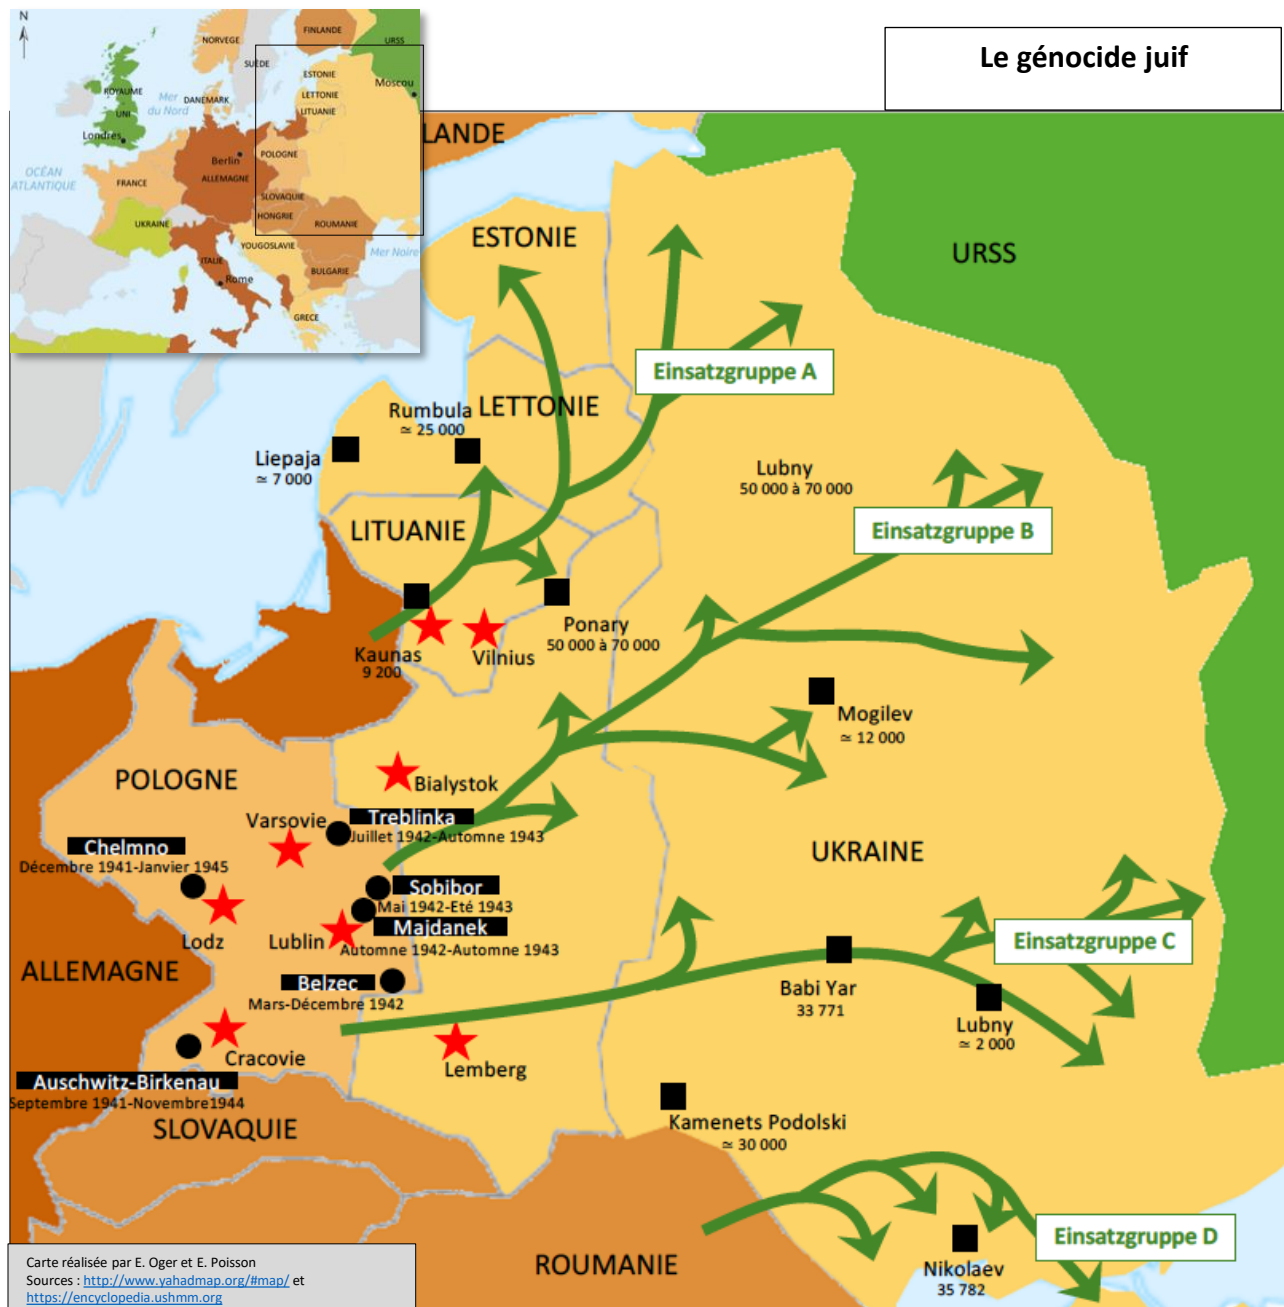 Le génocide juif
N
NORVEGE
FINLANDE
URSS
SUÈDE
ESTONIE
Moscou
ROYAUME
UNI
Mer
du Nord
DANEMARK
LETTONIE
LITUANIE
Londres
Berlin
POLOGNE
OCÉAN
ATLANTIQUE
FRANCE
ALLEMAGNE
SLOVAQUIE
HONGRIE
UKRAINE
ROUMANIE
YOUGOSLAVIE
Mer Noire
ITALIE
BULGARIE
Rome
GRECE
LANDE
ESTONIE
URSS
Einsatzgruppe A
Rumbula
≃ 25 000
LETTONIE
Liepaja
≃ 7 000
Lubny
50 000 à 70 000
LITUANIE
Einsatzgruppe B
Ponary
50 000 à 70 000
Kaunas
9 200
Vilnius
Mogilev
≃ 12 000
POLOGNE
Bialystok
Varsovie
Treblinka
Juillet 1942-Automne 1943
Chelmno
Décembre 1941-Janvier 1945
UKRAINE
Sobibor
Mai 1942-Eté 1943
Majdanek
Automne 1942-Automne 1943
Lodz
Lublin
Einsatzgruppe C
ALLEMAGNE
Belzec
Mars-Décembre 1942
Babi Yar
33 771
Lubny
≃ 2 000
Cracovie
Lemberg
Auschwitz-Birkenau
Septembre 1941-Novembre1944
SLOVAQUIE
Kamenets Podolski
≃ 30 000
Einsatzgruppe D
ROUMANIE
Nikolaev
35 782
Carte réalisée par E. Oger et E. Poisson
Sources : http://www.yahadmap.org/#map/ et
https://encyclopedia.ushmm.org